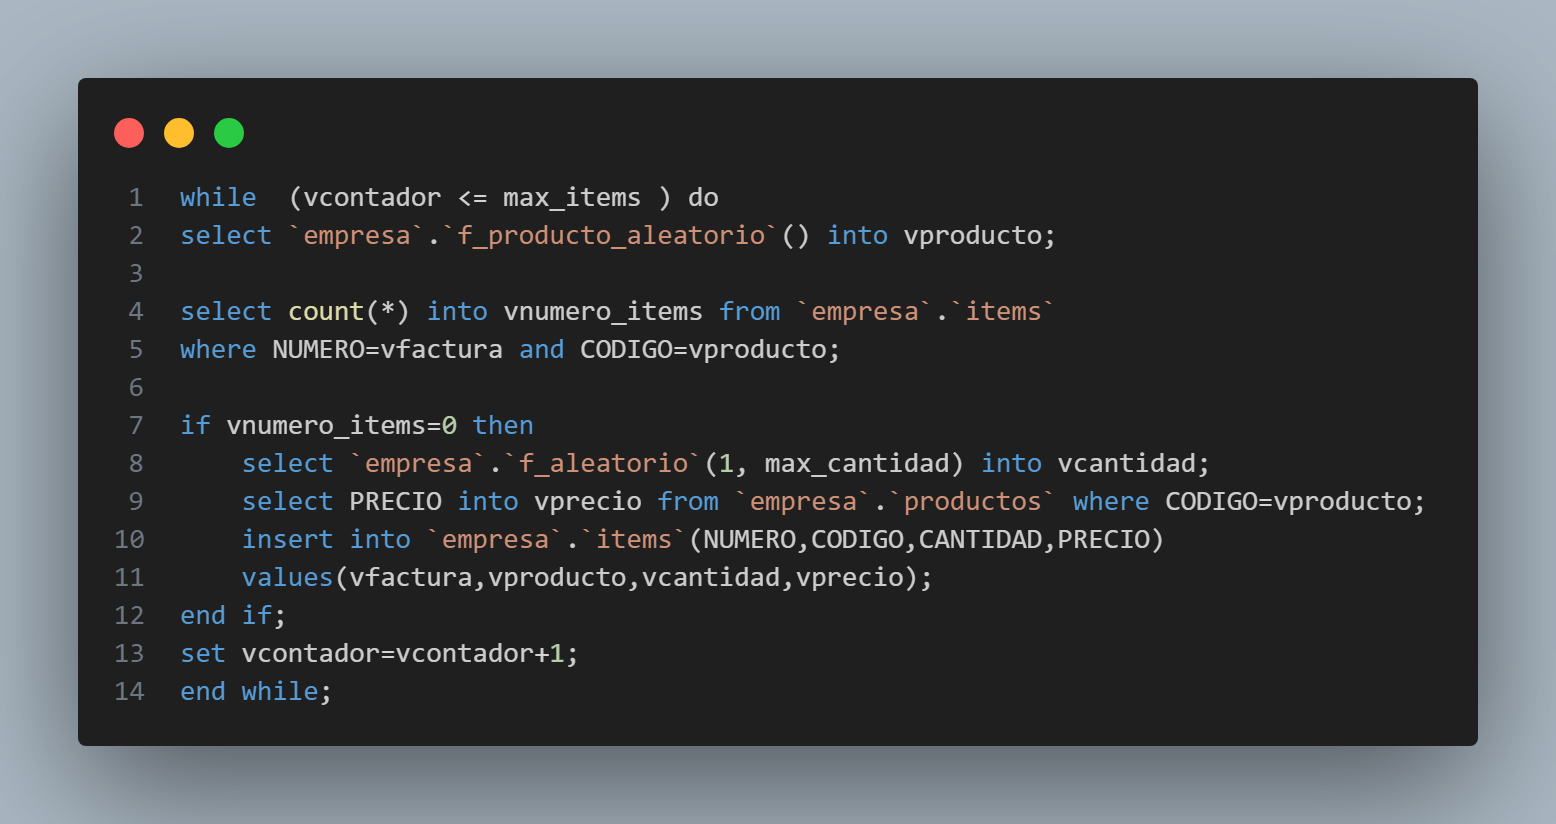 1 while  (vcontador <= max_items ) do
2 select `empresa`.`f_producto_aleatorio`() into vproducto;
3
4 select count(*) into vnumero_items from `empresa`.`items`
5 where NUMERO=vfactura and CODIGO=vproducto;
6
7 if vnumero_items=0 then
8     select `empresa`.`f_aleatorio`(1, max_cantidad) into vcantidad;
9     select PRECIO into vprecio from `empresa`.`productos` where CODIGO=vproducto;
10     insert into `empresa`.`items`(NUMERO,CODIGO,CANTIDAD,PRECIO)
11     values(vfactura,vproducto,vcantidad,vprecio);
12 end if;
13 set vcontador=vcontador+1;
14 end while;